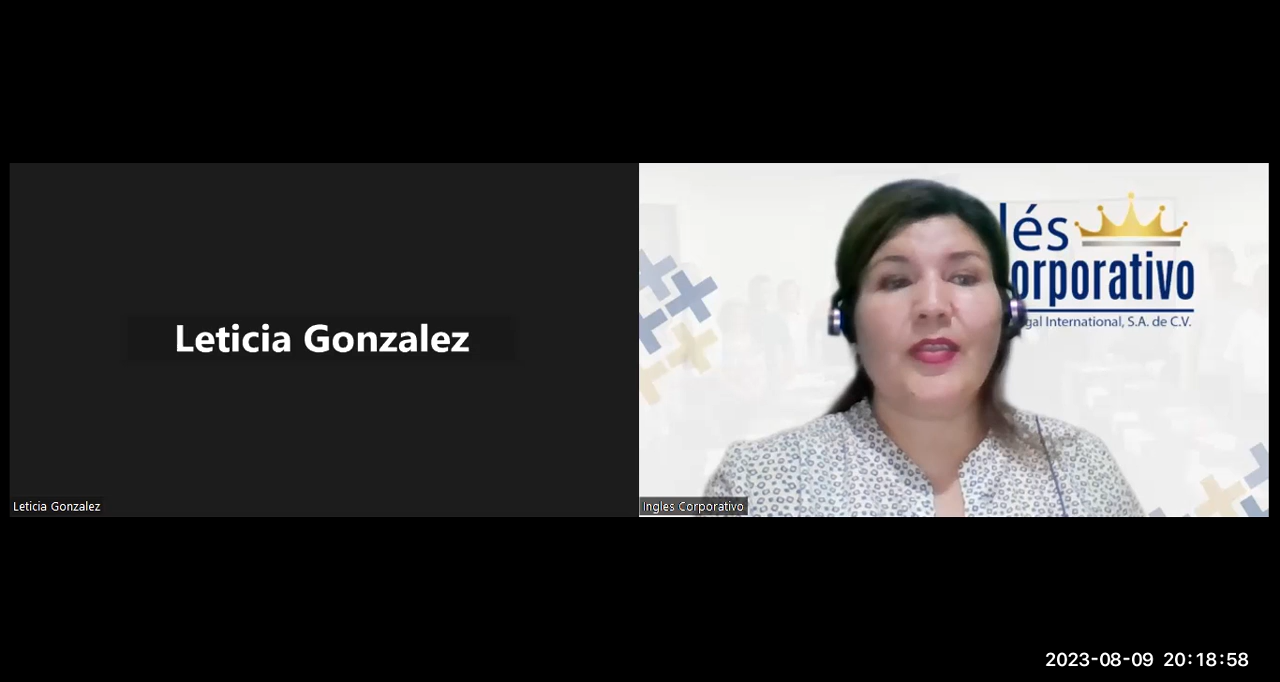 Leticia Gonzalez
Leticia Gonzalez
lés
orporativo
gal International, S.A. de C.V.
Ingles Corporativo
2023-08-09 20:18:58